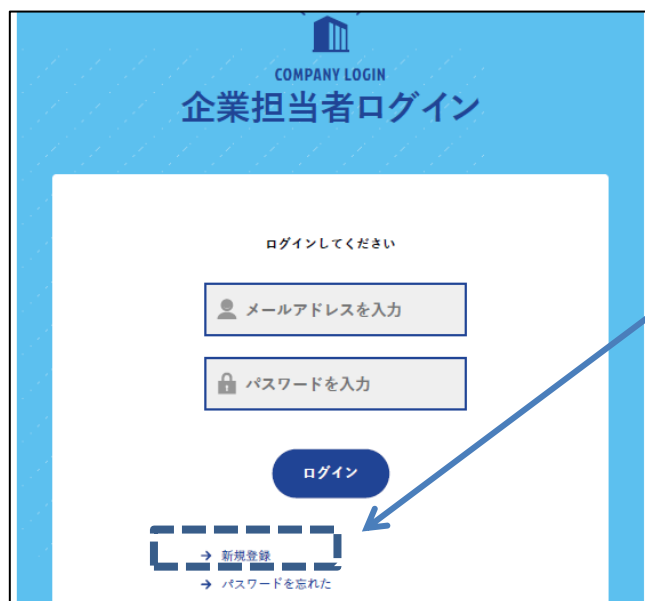 COMPANY LOGIN
企業担当者ログイン
ログインしてください
メールアドレスを入力
パスワードを入力
ログイン
→ 新規登録
→ パスワードを忘れた